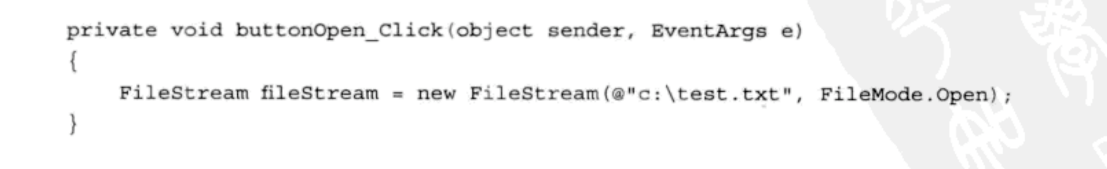 private void buttonOpen_Click(object sender, EventArgs e)
{
    FileStream fileStream = new FileStream(@"c:\test.txt", FileMode.Open);
}